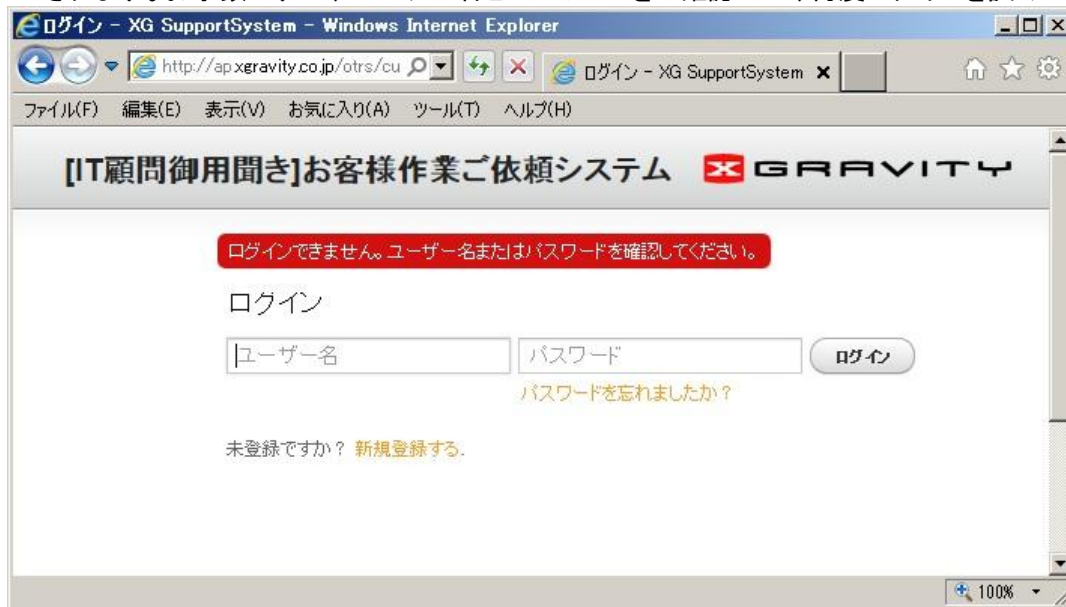 ログイン - XG SupportSystem - Windows Internet Explorer
http://ap.xgravity.co.jp/otrs/cu
ログイン - XG SupportSystem
ファイル(F) 編集(E) 表示(V) お気に入り(A) ツール(T) ヘルプ(H)
[IT顧問御用聞き]お客様作業ご依頼システム X GRAVITY
ログインできません。ユーザー名またはパスワードを確認してください。
ログイン
ユーザー名 パスワード ログイン
パスワードを忘れましたか？
未登録ですか？ 新規登録する.
100%